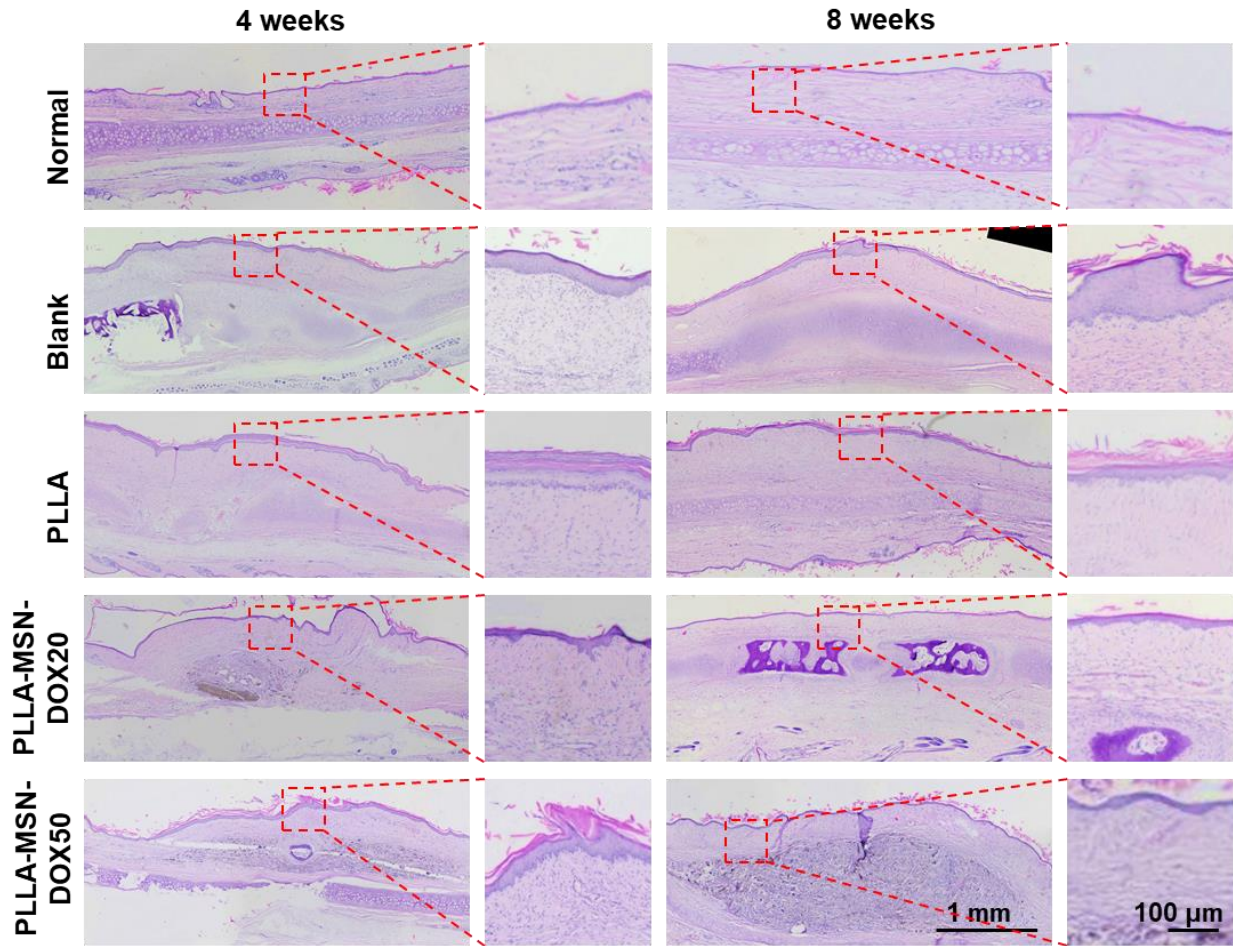 4 weeks
8 weeks
Normal
Blank
PLLA
PLLA-MSN-
DOX20
PLLA-MSN-
DOX50
1 mm
100 μm